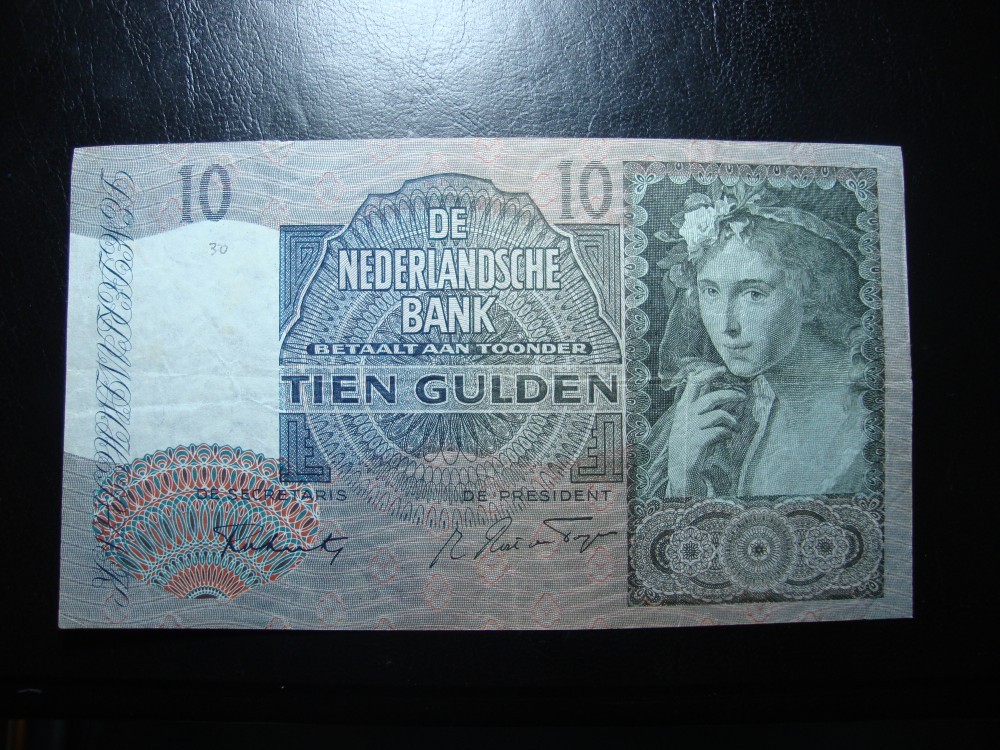 10 10
30
DE
NEDERLANDSCHE
BANK
BETAALT AAN TOONDER
TIEN GULDEN
DE SECRETARIS DE PRESIDENT